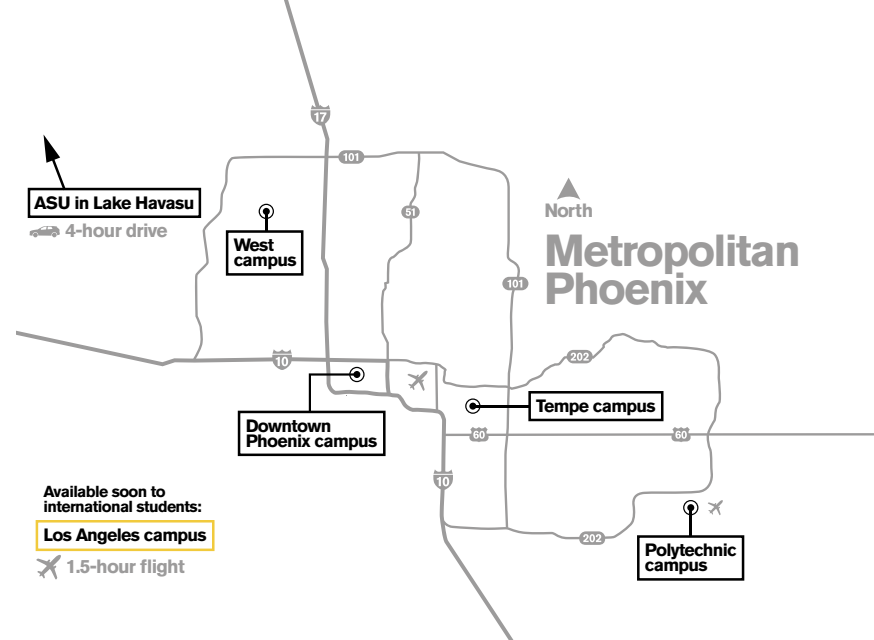 17
101
ASU in Lake Havasu
4-hour drive
51
North
West
campus
Metropolitan
Phoenix
101
10
202
Tempe campus
Downtown
Phoenix campus
60
60
10
Available soon to
international students:
Los Angeles campus
1.5-hour flight
202
Polytechnic
campus